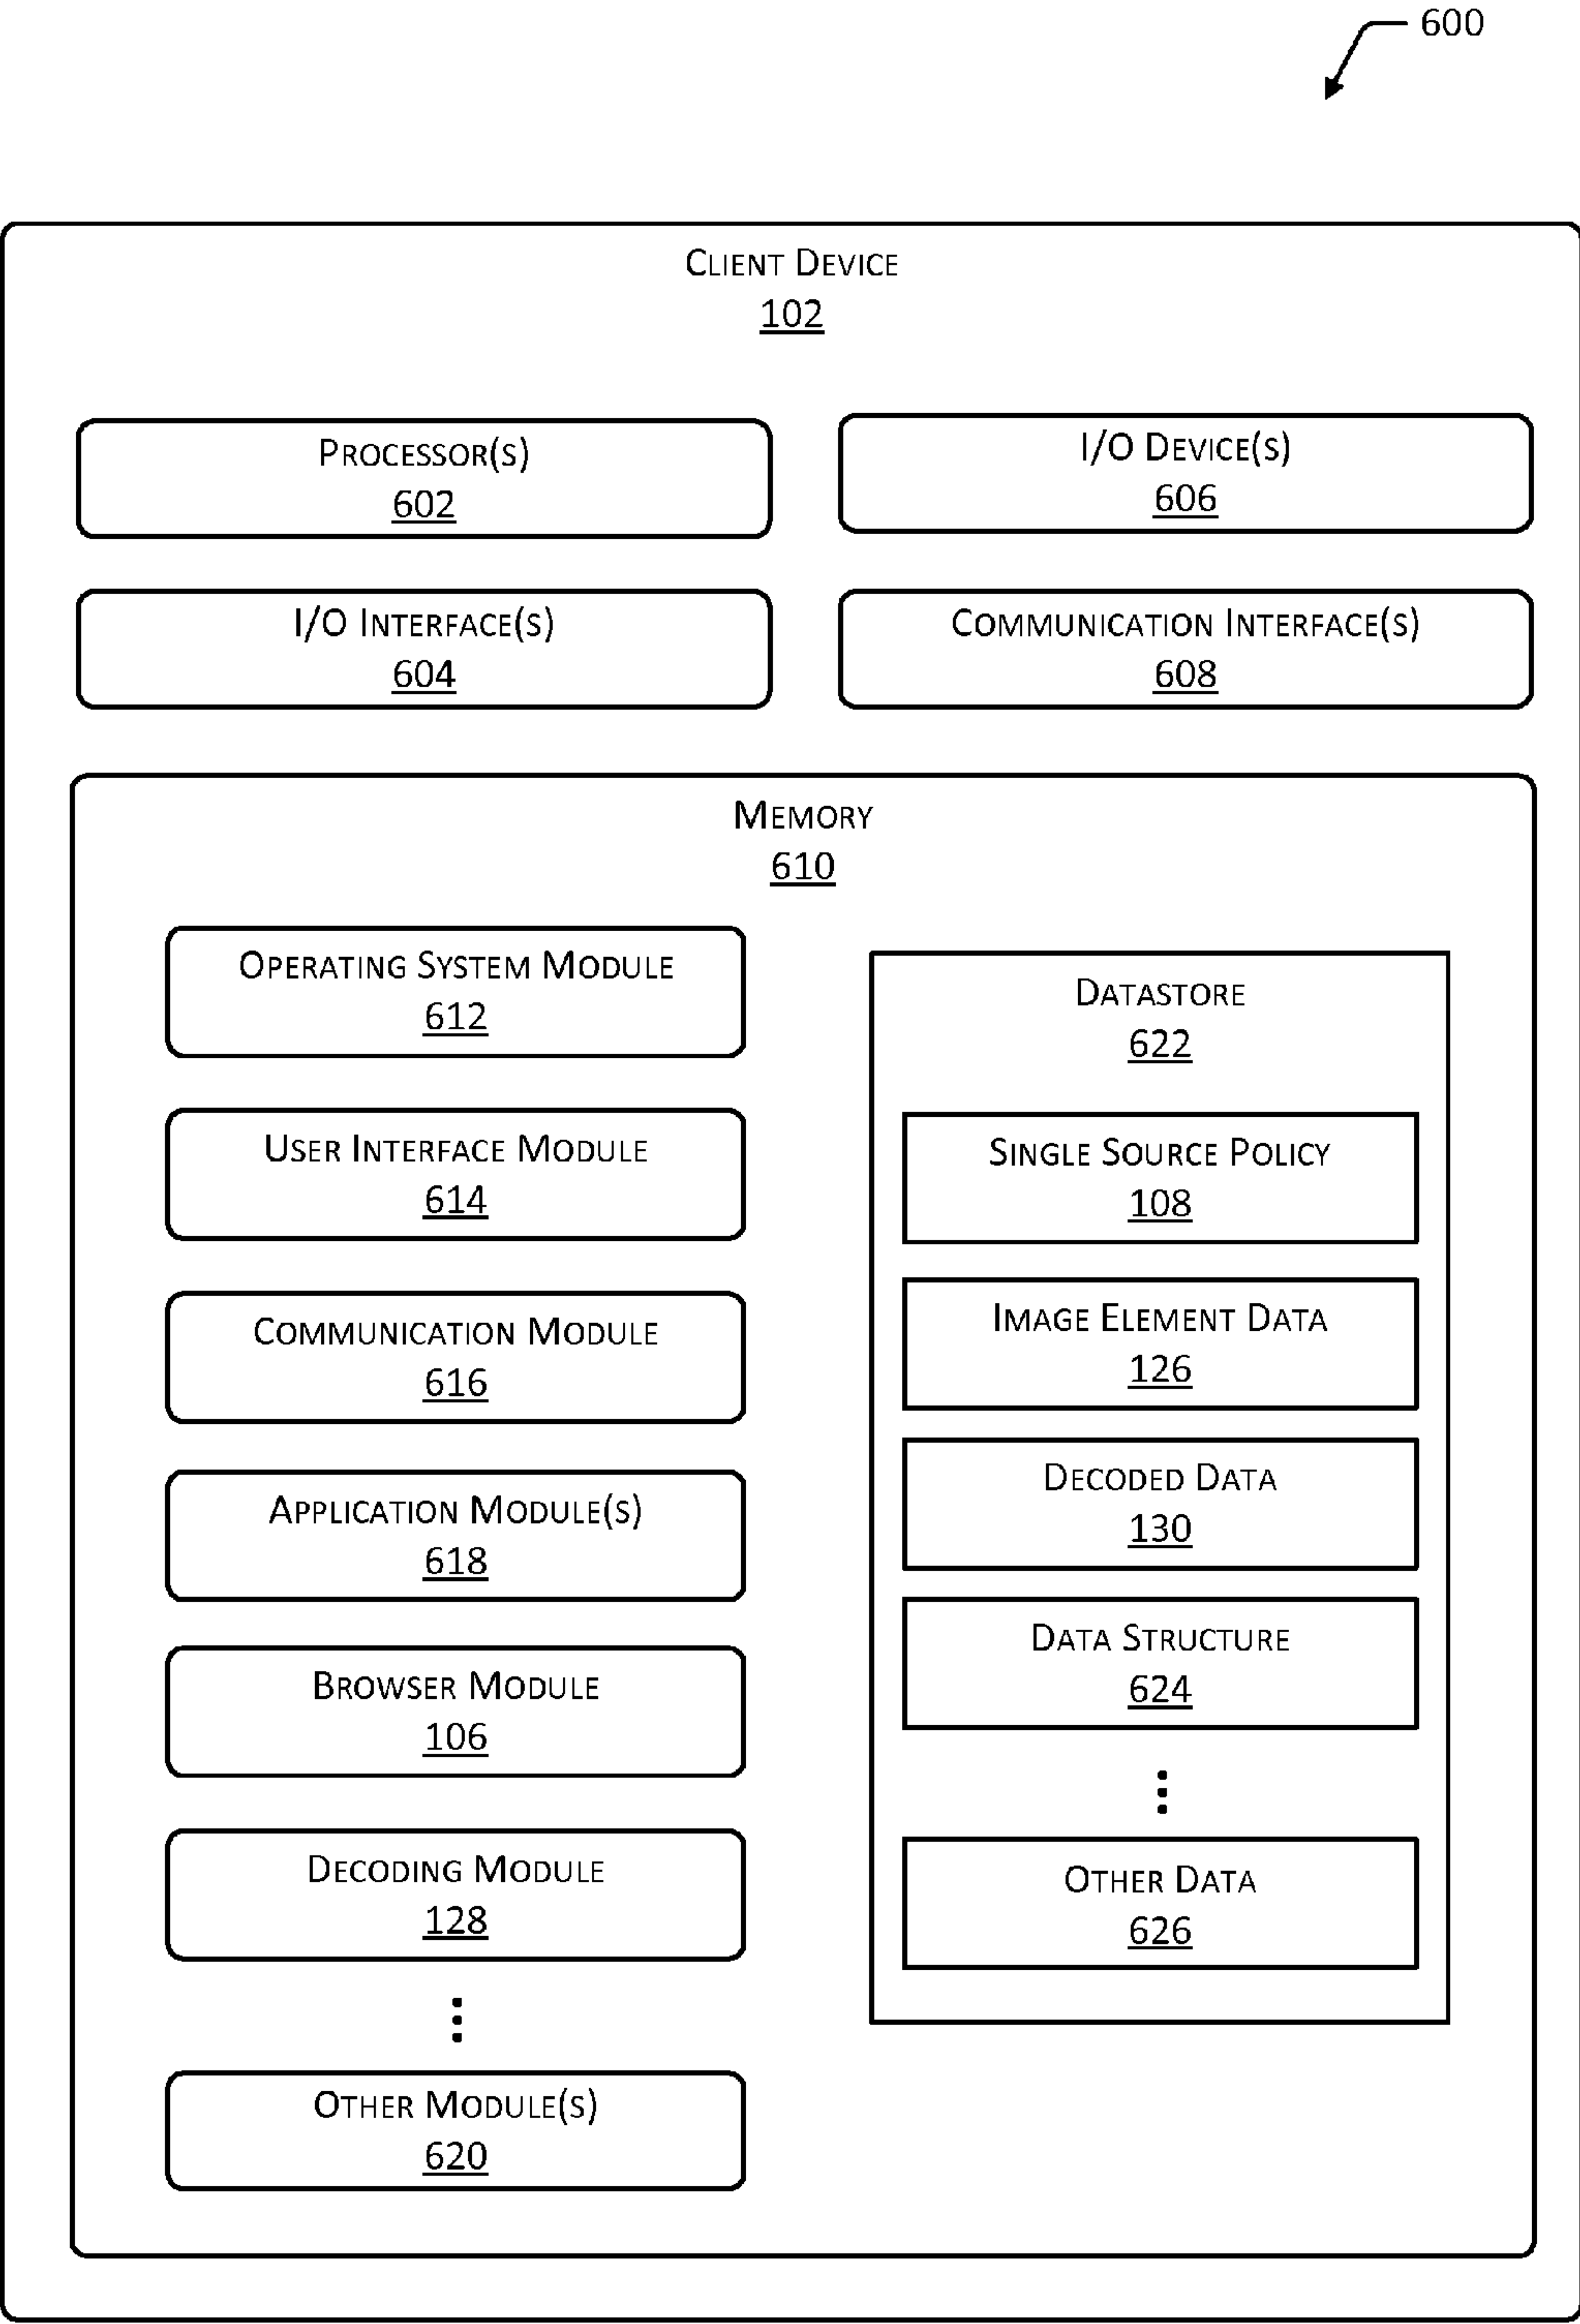 600
CLIENT DEVICE
102
PROCESSOR(S)
602
I/O DEVICE(S)
606
I/O INTERFACE(S)
604
COMMUNICATION INTERFACE(S)
608
MEMORY
610
OPERATING SYSTEM MODULE
612
USER INTERFACE MODULE
614
COMMUNICATION MODULE
616
APPLICATION MODULE(S)
618
BROWSER MODULE
106
DECODING MODULE
128
OTHER MODULE(S)
620
DATASTORE
622
SINGLE SOURCE POLICY
108
IMAGE ELEMENT DATA
126
DECODED DATA
130
DATA STRUCTURE
624
OTHER DATA
626